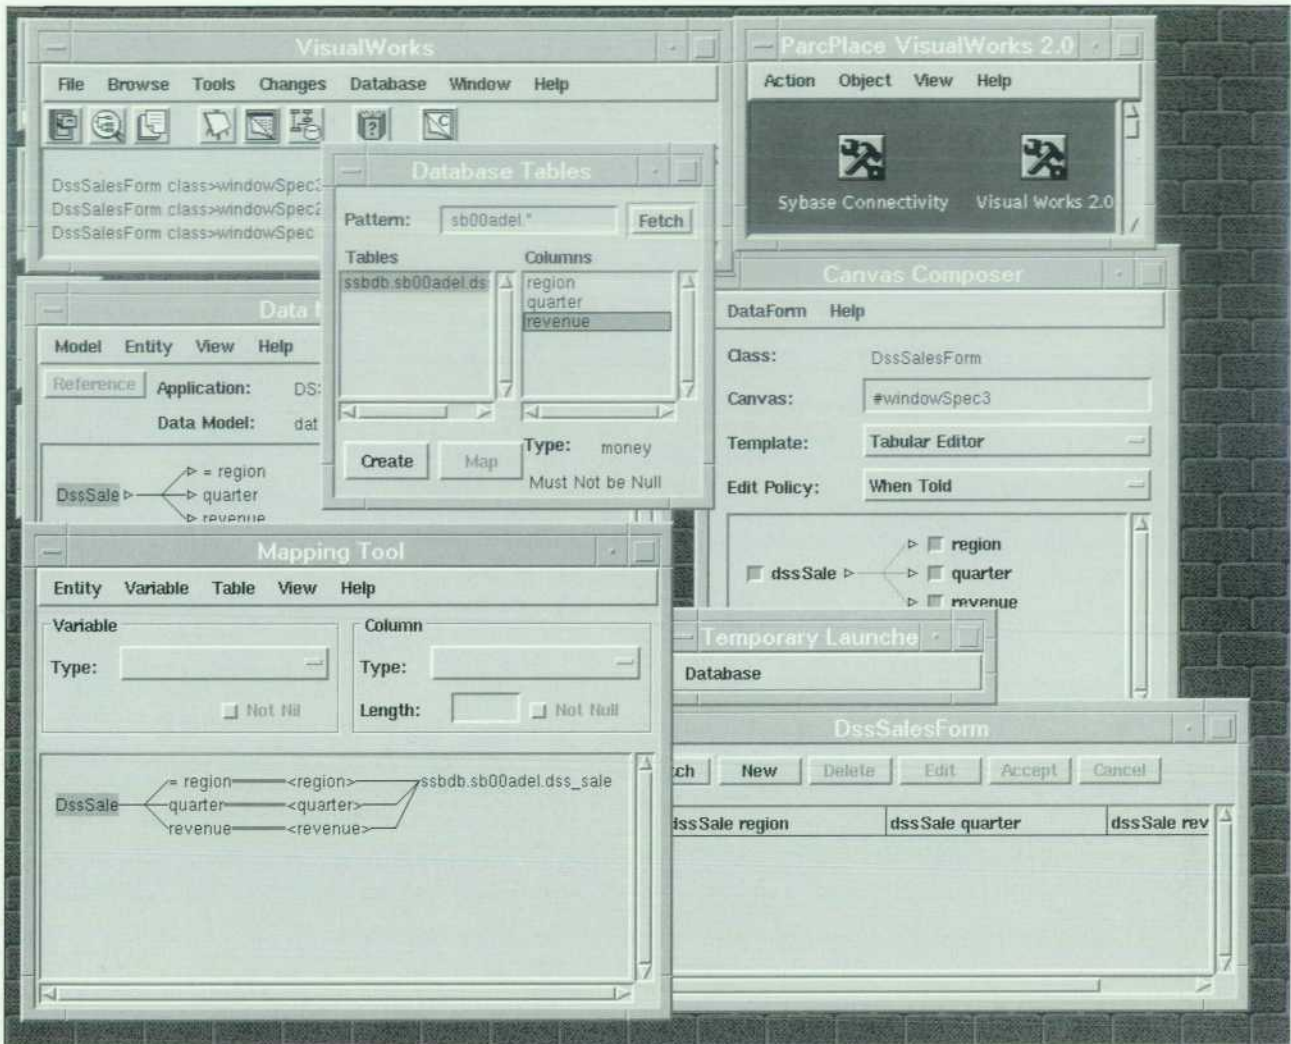 VisualWorks
File Browse Tools Changes Database Window Help
DssSalesForm class>windowSpec3
DssSalesForm class>windowSpec2
DssSalesForm class>windowSpec
ParcPlace VisualWorks 2.0
Action Object View Help
Sybase Connectivity Visual Works 2.0
Database Tables
Pattern: sb00adel.* Fetch
Tables Columns
ssbdb.sb00adel.ds region
quarter
revenue
Type: money
Create Map
Must Not be Null
Data
Model Entity View Help
Reference Application: DS
Data Model: dat
= region
DssSale quarter
revenue
Canvas Composer
DataForm Help
Class: DssSalesForm
Canvas: #windowSpec3
Template: Tabular Editor
Edit Policy: When Told
region
dssSale quarter
revenue
Mapping Tool
Entity Variable Table View Help
Variable Column
Type: Type:
Not Nil Length: Not Null
= region <region> ssbdb.sb00adel.dss_sale
DssSale quarter <quarter>
revenue <revenue>
Temporary Launche
Database
DssSalesForm
tch New Delete Edit Accept Cancel
dssSale region dssSale quarter dssSale rev